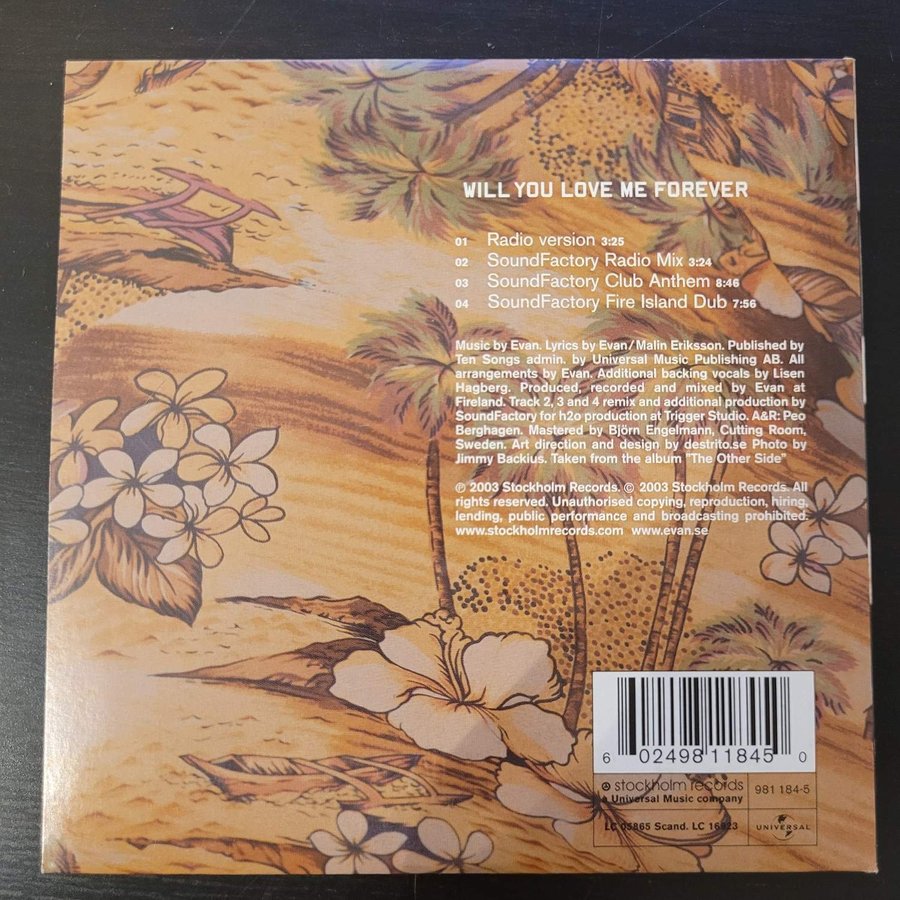 WILL YOU LOVE ME FOREVER
01 Radio version 3:25
02 SoundFactory Radio Mix 3:24
03 SoundFactory Club Anthem 8:46
04 SoundFactory Fire Island Dub 7:56
Music by Evan. Lyrics by Evan/Malin Eriksson. Published by
Ten Songs admin. by Universal Music Publishing AB. All
arrangements by Evan. Additional backing vocals by Lisen
Hagberg. Produced, recorded and mixed by Evan at
Fireland. Track 2, 3 and 4 remix and additional production by
SoundFactory for h2o production at Trigger Studio. A&R: Peo
Berghagen. Mastered by Björn Engelmann, Cutting Room,
Sweden. Art direction and design by destrito.se Photo by
Jimmy Backius. Taken from the album "The Other Side"
℗ 2003 Stockholm Records. © 2003 Stockholm Records. All
rights reserved. Unauthorised copying, reproduction, hiring,
lending, public performance and broadcasting prohibited.
www.stockholmrecords.com www.evan.se
6 02498 11845 0
stockholm records
a Universal Music company
981 184-5
LC 05865 Scand. LC 16923
UNIVERSAL